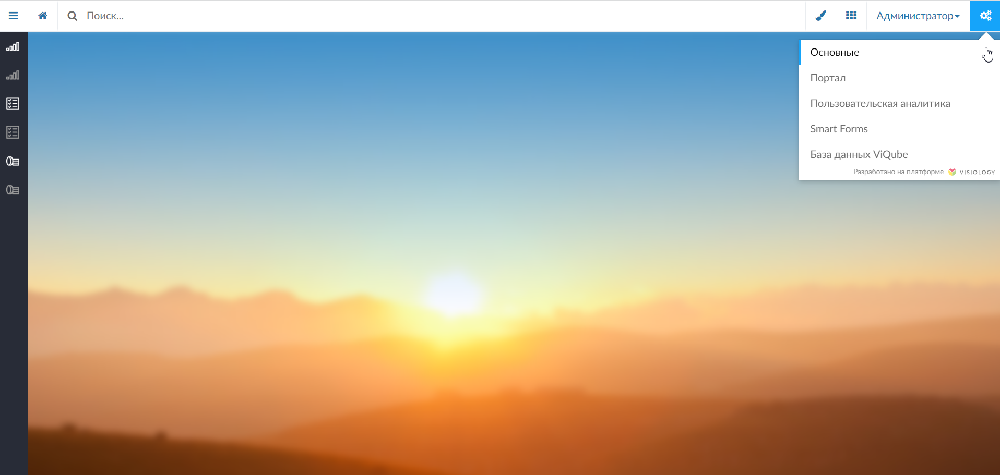 Поиск...
Администратор
Основные
Портал
Пользовательская аналитика
Smart Forms
База данных ViQube
Разработано на платформе VISIOLOGY